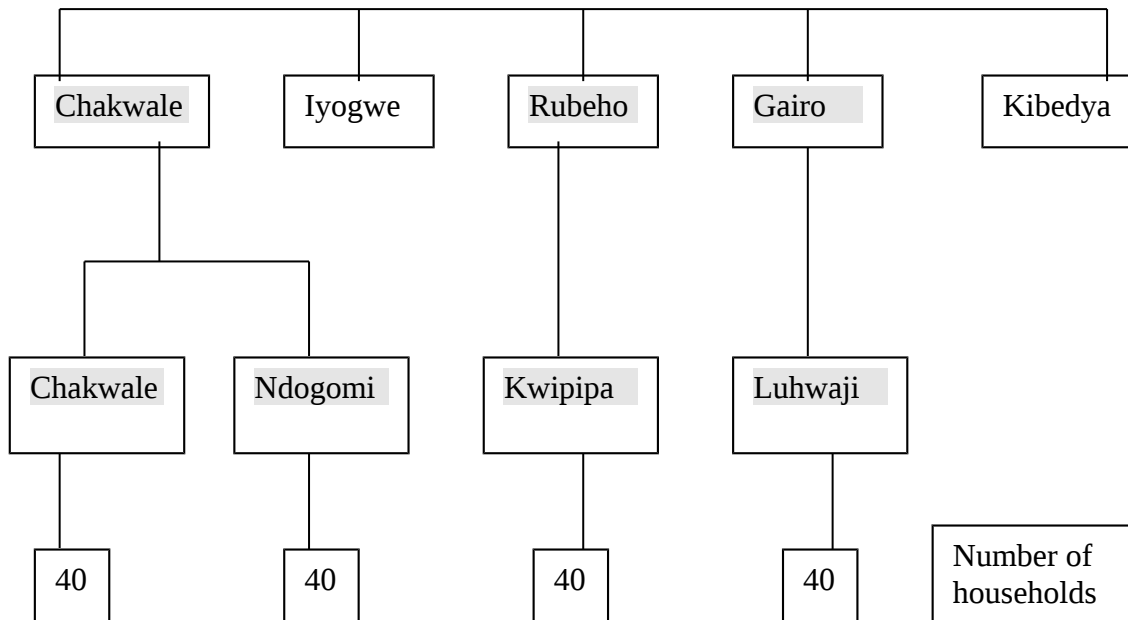 Chakwale
Iyogwe
Rubeho
Gairo
Kibedya
Chakwale
Ndogomi
Kwipipa
Luhwaji
40
40
40
40
Number of
households